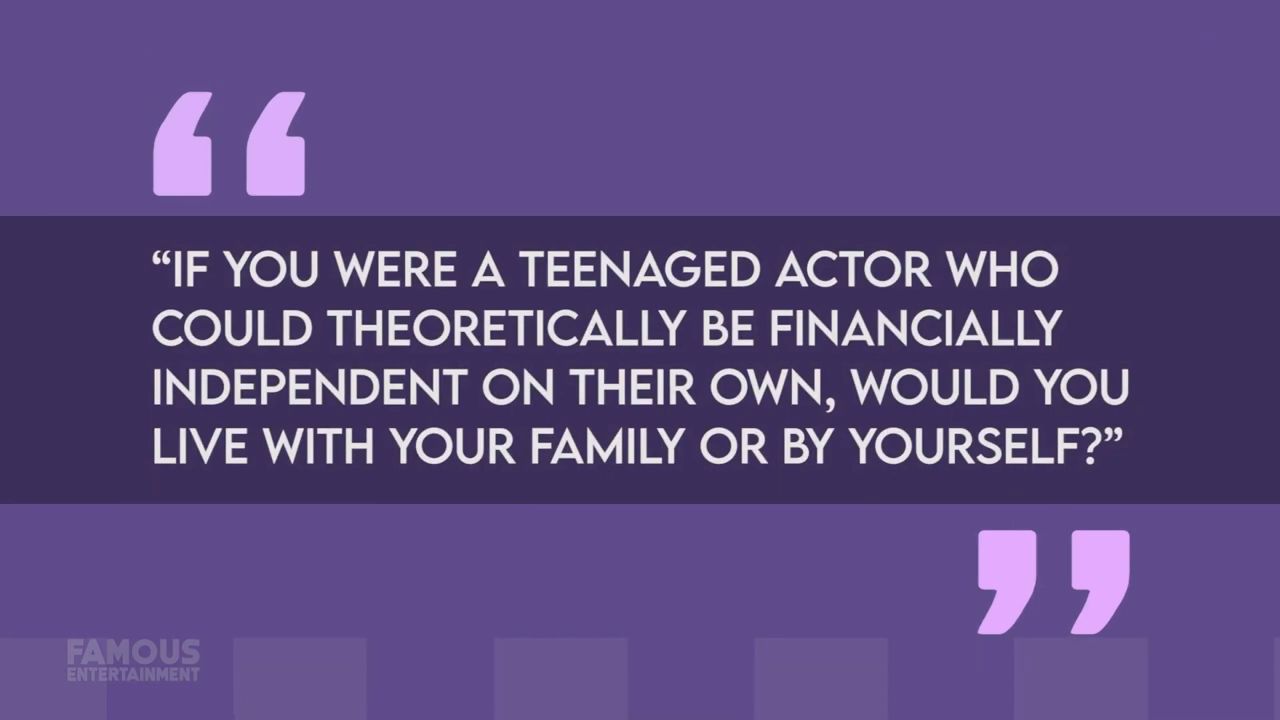 “IF YOU WERE A TEENAGED ACTOR WHO
COULD THEORETICALLY BE FINANCIALLY
INDEPENDENT ON THEIR OWN, WOULD YOU
LIVE WITH YOUR FAMILY OR BY YOURSELF?”
FAMOUS
ENTERTAINMENT